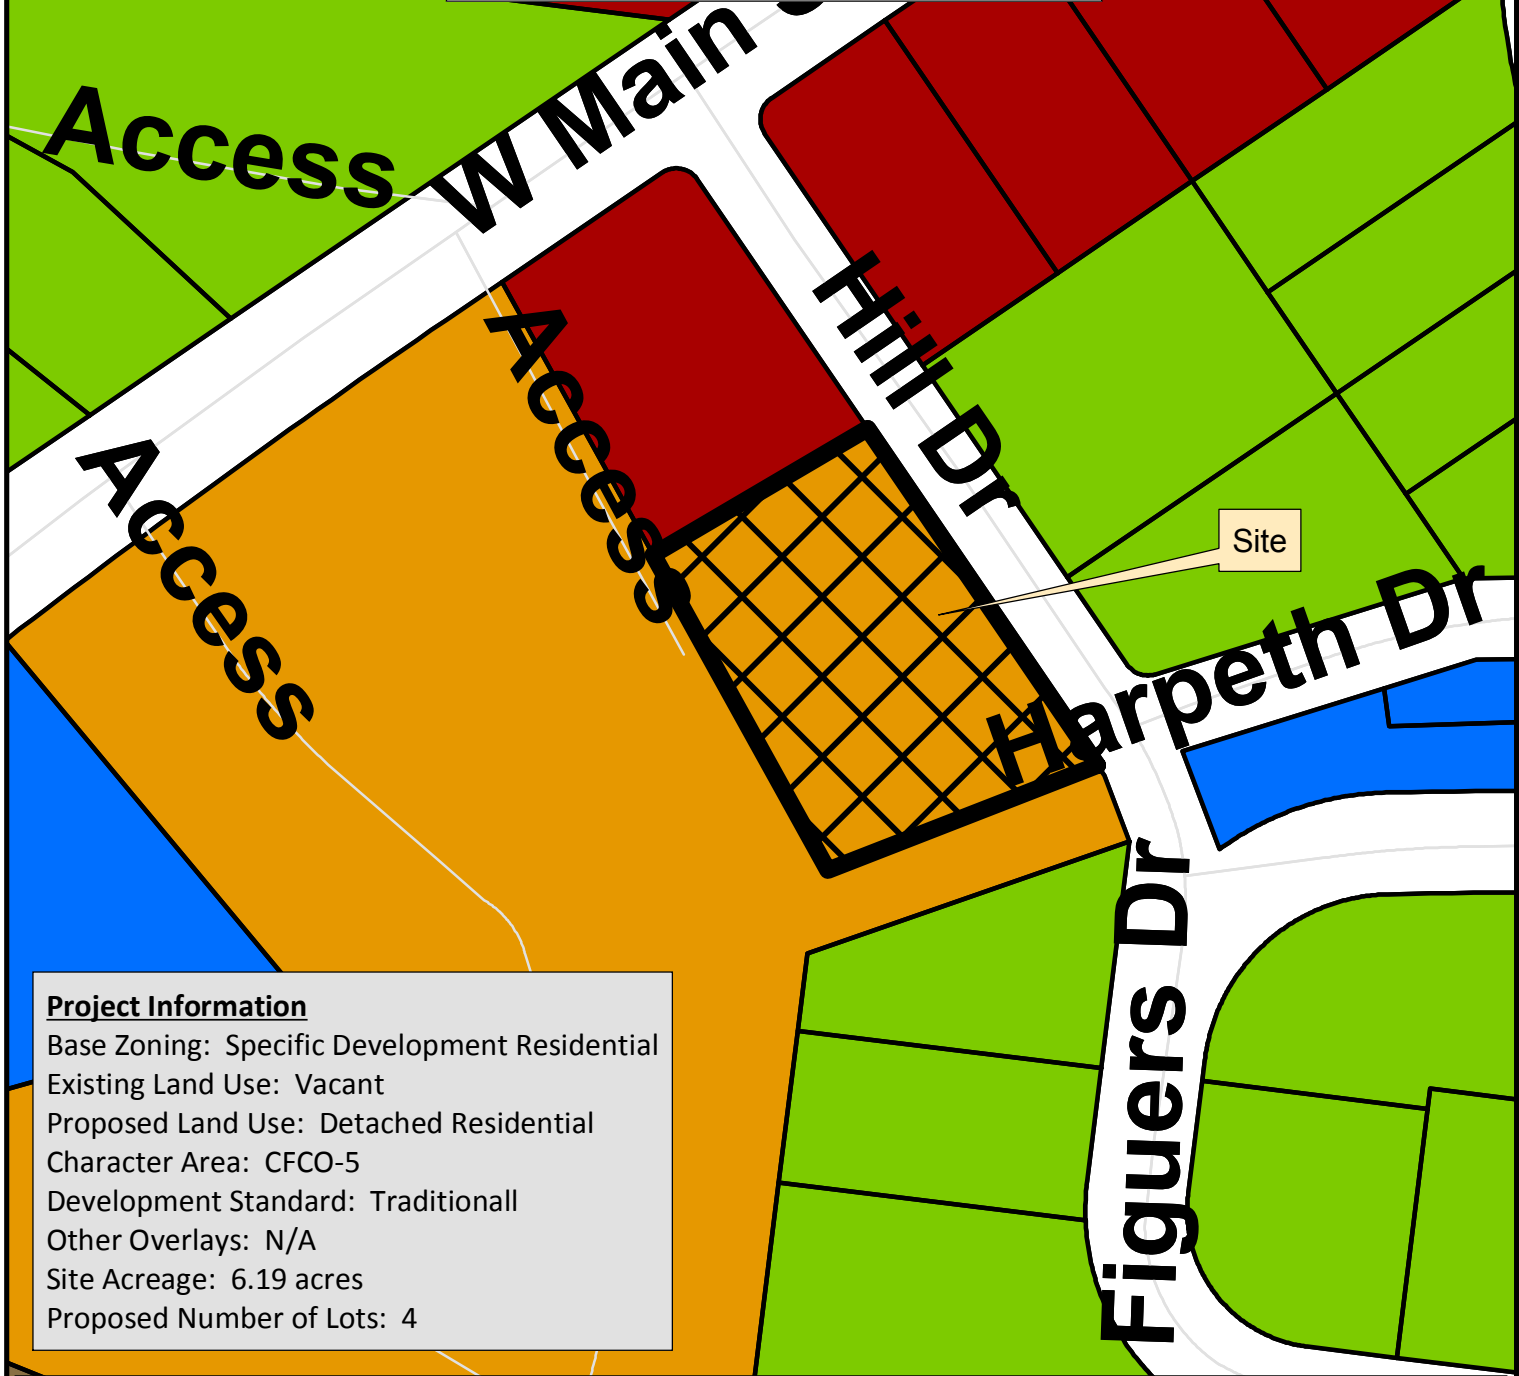 W Main S
Access
Hill Dr
Access
Access
Site
Harpeth Dr
Figuers Dr
Project Information
Base Zoning: Specific Development Residential
Existing Land Use: Vacant
Proposed Land Use: Detached Residential
Character Area: CFCO-5
Development Standard: Traditionall
Other Overlays: N/A
Site Acreage: 6.19 acres
Proposed Number of Lots: 4